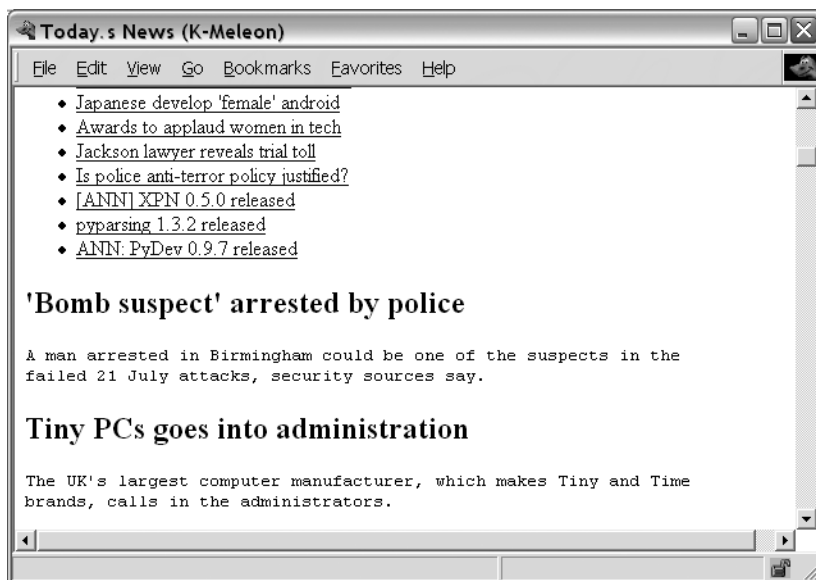 Today.s News (K-Meleon)
File Edit View Go Bookmarks Favorites Help
Japanese develop 'female' android
Awards to applaud women in tech
Jackson lawyer reveals trial toll
Is police anti-terror policy justified?
[ANN] XPN 0.5.0 released
pyparsing 1.3.2 released
ANN: PyDev 0.9.7 released
'Bomb suspect' arrested by police
A man arrested in Birmingham could be one of the suspects in the
failed 21 July attacks, security sources say.
Tiny PCs goes into administration
The UK's largest computer manufacturer, which makes Tiny and Time
brands, calls in the administrators.